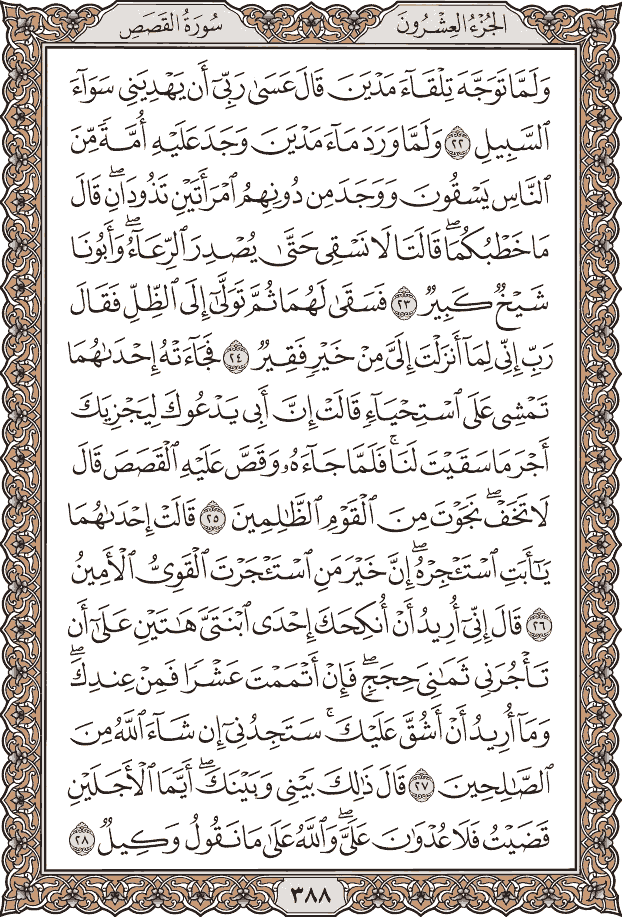 الجُزْءُ العِشْرُونَ
سُورَةُ القَصَصِ
وَلَمَّا تَوَجَّهَ تِلْقَآءَ مَدْيَنَ قَالَ عَسَىٰ رَبِّىٓ أَن يَهْدِيَنِى سَوَآءَ
ٱلسَّبِيلِ ٢٢ وَلَمَّا وَرَدَ مَآءَ مَدْيَنَ وَجَدَ عَلَيْهِ أُمَّةً مِّنَ
ٱلنَّاسِ يَسْقُونَ وَوَجَدَ مِن دُونِهِمُ ٱمْرَأَتَيْنِ تَذُودَانِۖ قَالَ
مَا خَطْبُكُمَاۖ قَالَتَا لَا نَسْقِى حَتَّىٰ يُصْدِرَ ٱلرِّعَآءُۖ وَأَبُونَا
شَيْخٌ كَبِيرٌ ٢٣ فَسَقَىٰ لَهُمَا ثُمَّ تَوَلَّىٰٓ إِلَى ٱلظِّلِّ فَقَالَ
رَبِّ إِنِّى لِمَآ أَنزَلْتَ إِلَىَّ مِنْ خَيْرٍ فَقِيرٌ ٢٤ فَجَآءَتْهُ إِحْدَىٰهُمَا
تَمْشِى عَلَى ٱسْتِحْيَآءٍ قَالَتْ إِنَّ أَبِى يَدْعُوكَ لِيَجْزِيَكَ
أَجْرَ مَا سَقَيْتَ لَنَاۚ فَلَمَّا جَآءَهُۥ وَقَصَّ عَلَيْهِ ٱلْقَصَصَ قَالَ
لَا تَخَفْۖ نَجَوْتَ مِنَ ٱلْقَوْمِ ٱلظَّٰلِمِينَ ٢٥ قَالَتْ إِحْدَىٰهُمَا
يَٰٓأَبَتِ ٱسْتَـْٔجِرْهُۖ إِنَّ خَيْرَ مَنِ ٱسْتَـْٔجَرْتَ ٱلْقَوِىُّ ٱلْأَمِينُ
٢٦ قَالَ إِنِّىٓ أُرِيدُ أَنْ أُنكِحَكَ إِحْدَى ٱبْنَتَىَّ هَٰتَيْنِ عَلَىٰٓ أَن
تَأْجُرَنِى ثَمَٰنِىَ حِجَجٍۖ فَإِنْ أَتْمَمْتَ عَشْرًا فَمِنْ عِندِكَۖ
وَمَآ أُرِيدُ أَنْ أَشُقَّ عَلَيْكَۚ سَتَجِدُنِىٓ إِن شَآءَ ٱللَّهُ مِنَ
ٱلصَّٰلِحِينَ ٢٧ قَالَ ذَٰلِكَ بَيْنِى وَبَيْنَكَۖ أَيَّمَا ٱلْأَجَلَيْنِ
قَضَيْتُ فَلَا عُدْوَٰنَ عَلَىَّۖ وَٱللَّهُ عَلَىٰ مَا نَقُولُ وَكِيلٌ ٢٨
٣٨٨